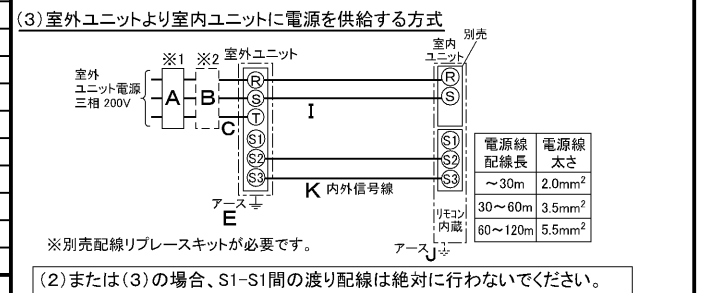 (3)室外ユニットより室内ユニットに電源を供給する方式
別売
※1 ※2 室外ユニット
室内
ユニット
室外
ユニット電源
三相 200V
A
B
C
R
S
T
S1
S2
S3
I
R
S
S1
S2
S3
K 内外信号線
アース
E
リモコン
内蔵
アース
J
電源線
配線長
電源線
太さ
～30m 2.0mm²
30～60m 3.5mm²
60～120m 5.5mm²
※別売配線リプレースキットが必要です。
(2)または(3)の場合、S1-S1間の渡り配線は絶対に行わないでください。